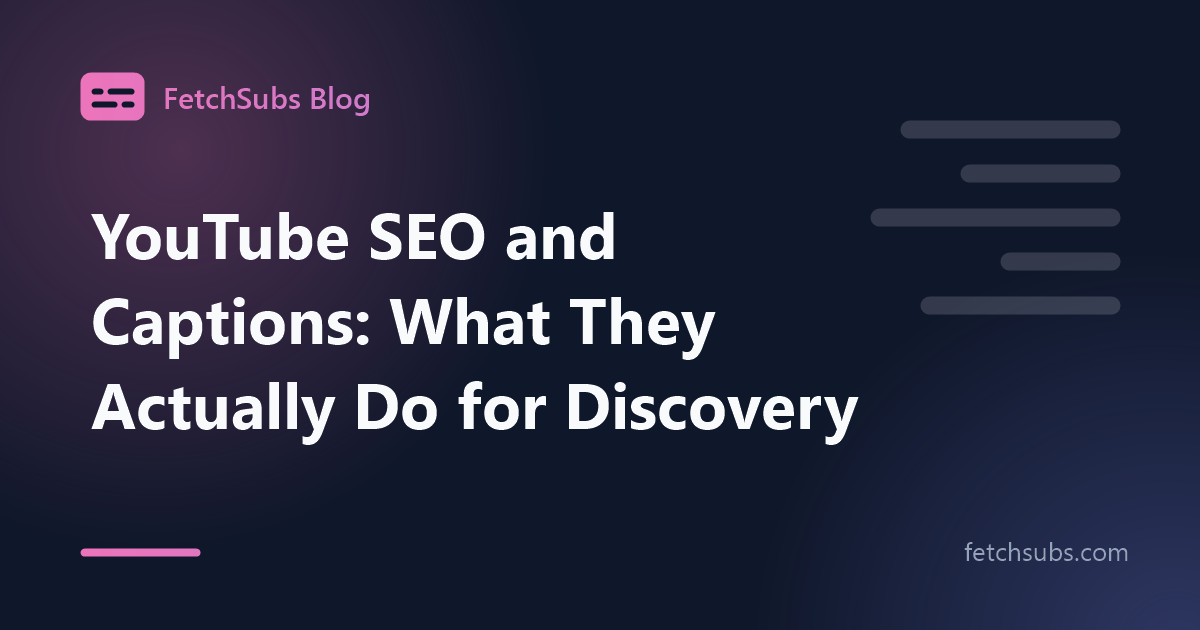 FetchSubs Blog
YouTube SEO and
Captions: What They
Actually Do for Discovery
fetchsubs.com